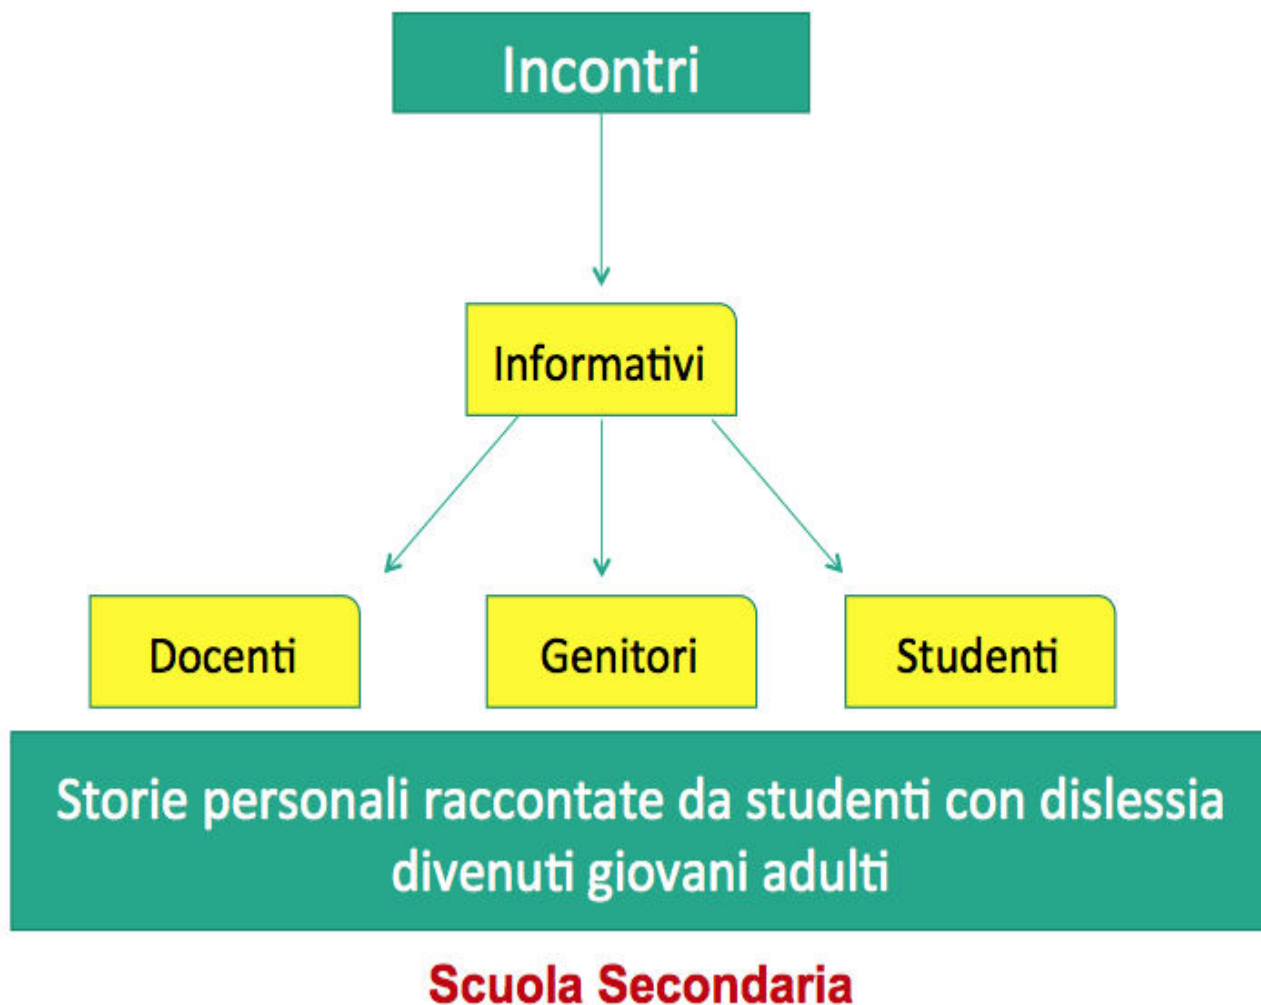 Incontri
Informativi
Docenti
Genitori
Studenti
Storie personali raccontate da studenti con dislessia
divenuti giovani adulti
Scuola Secondaria